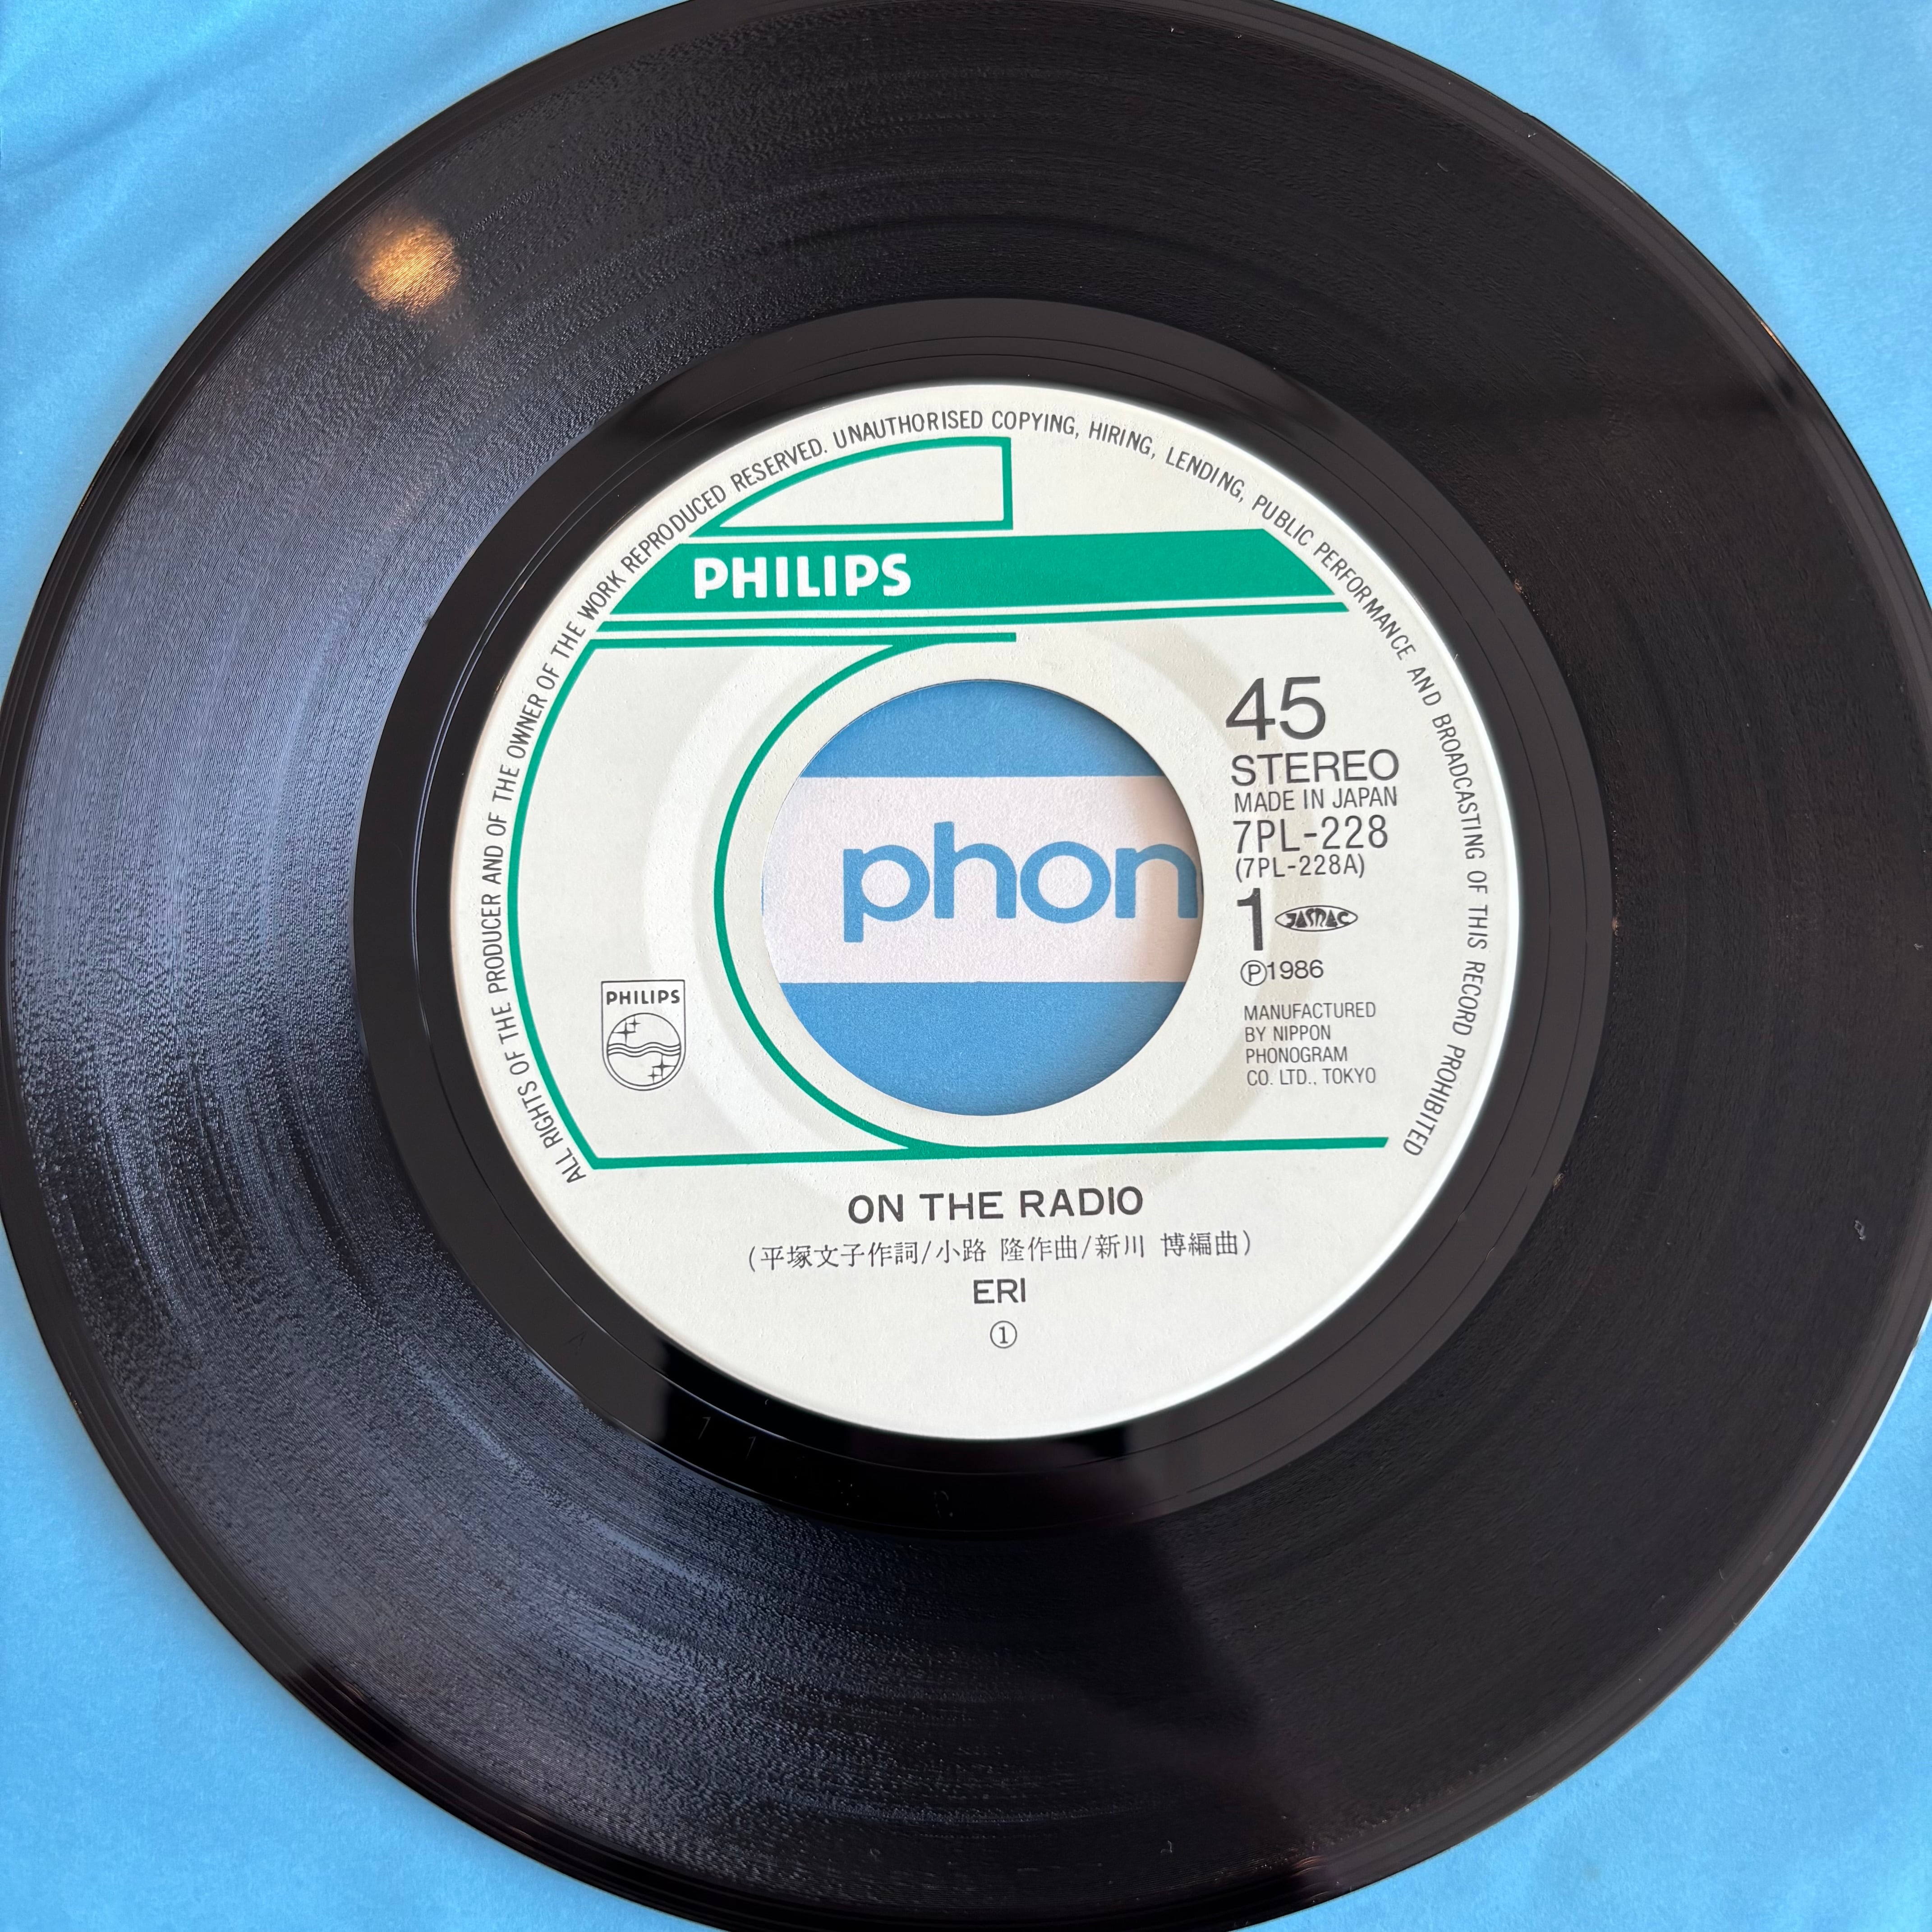 ALL RIGHTS OF THE PRODUCER AND OF THE OWNER OF THE WORK REPRODUCED RESERVED. UNAUTHORISED COPYING, HIRING, LENDING, PUBLIC PERFORMANCE AND BROADCASTING OF THIS RECORD PROHIBITED
PHILIPS
45
STEREO
MADE IN JAPAN
7PL-228
(7PL-228A)
1 JASRAC
Ⓟ1986
MANUFACTURED
BY NIPPON
PHONOGRAM
CO. LTD., TOKYO
phon
PHILIPS
ON THE RADIO
(平塚文子作詞/小路 隆作曲/新川 博編曲)
ERI
①